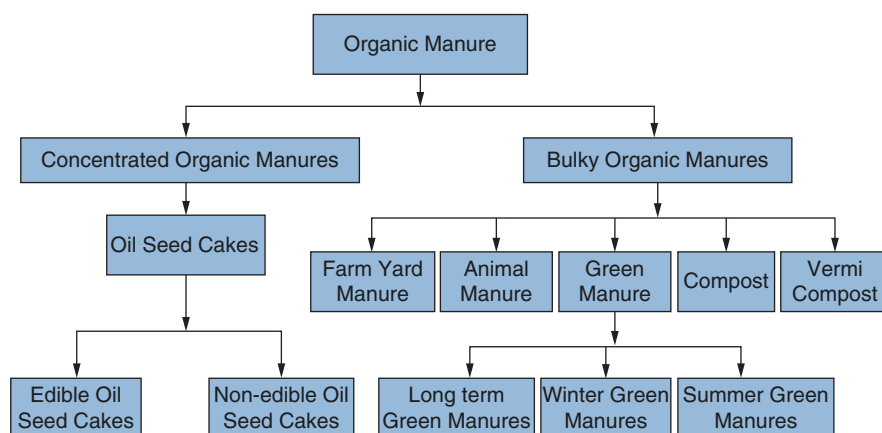 Organic Manure
Concentrated Organic Manures
Bulky Organic Manures
Oil Seed Cakes
Farm Yard
Manure
Animal
Manure
Green
Manure
Compost
Vermi
Compost
Edible Oil
Seed Cakes
Non-edible Oil
Seed Cakes
Long term
Green Manures
Winter Green
Manures
Summer Green
Manures